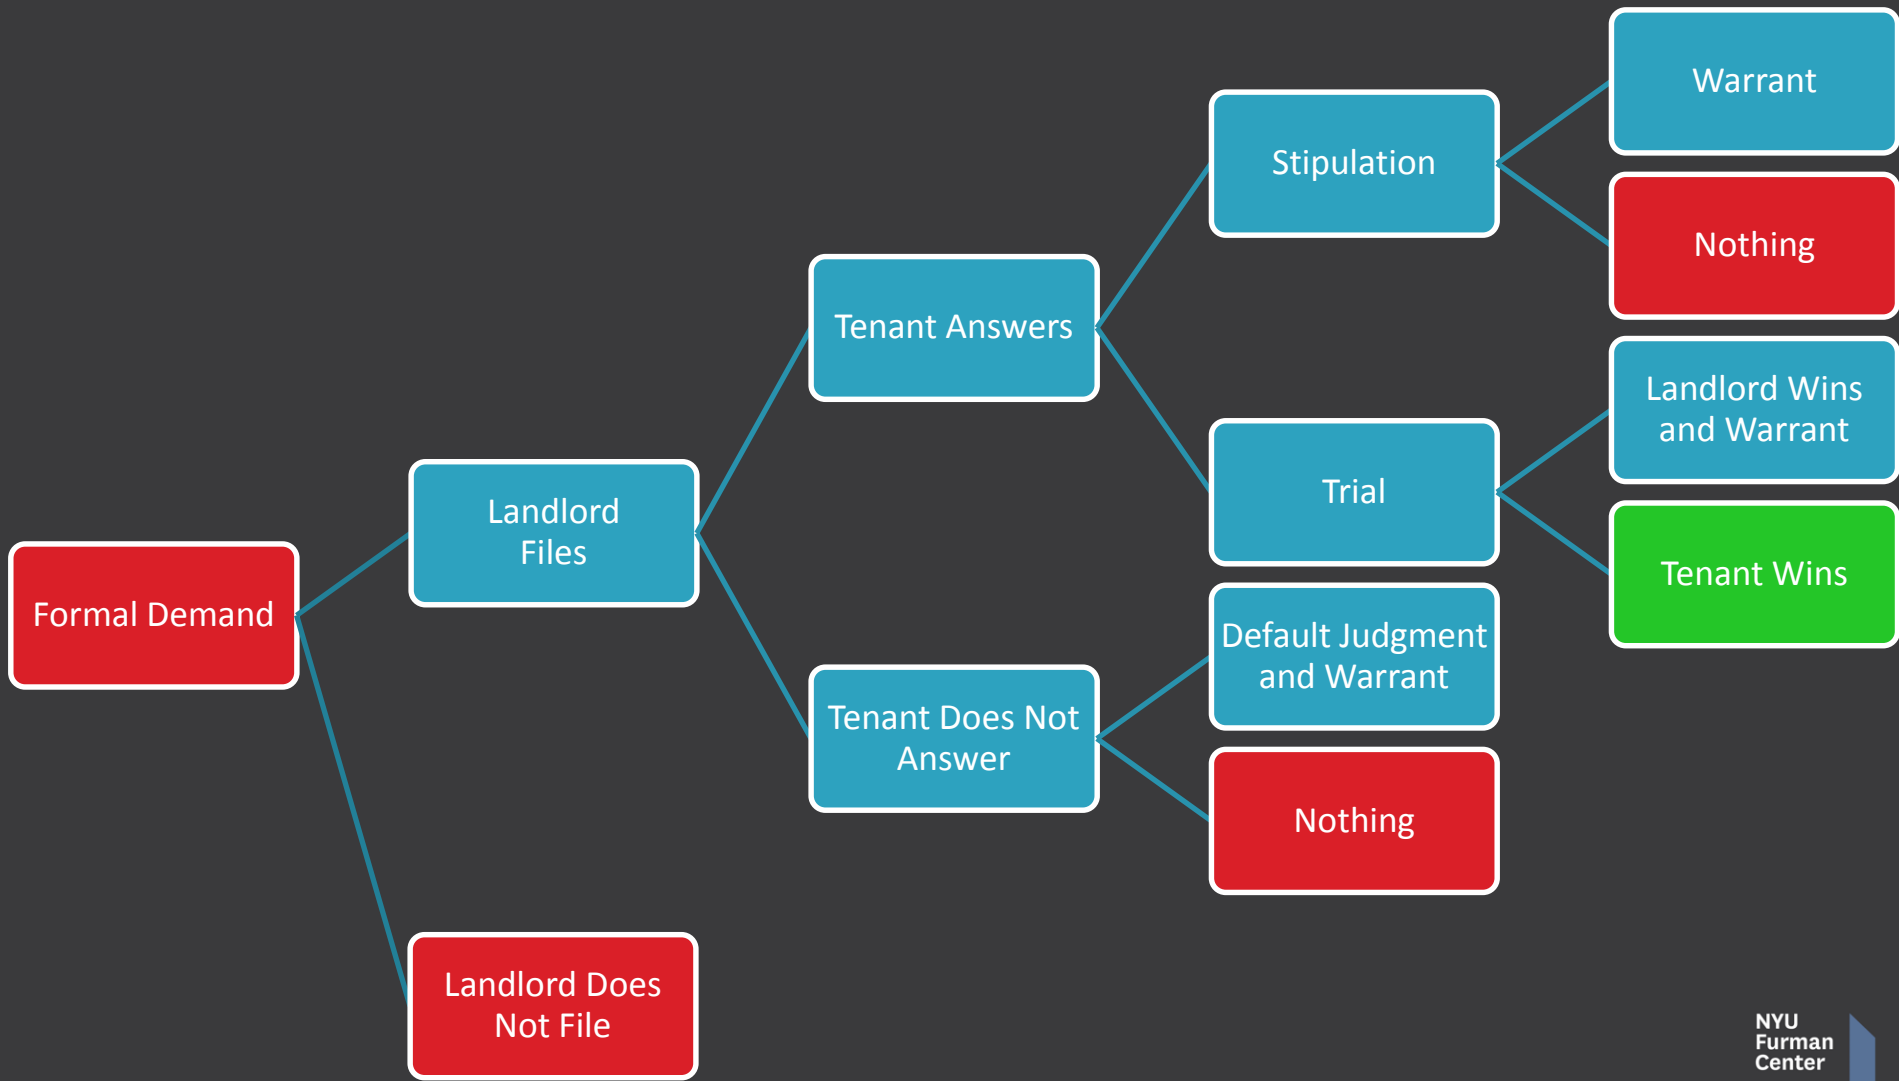 Warrant
Stipulation
Nothing
Tenant Answers
Landlord Wins
and Warrant
Trial
Landlord
Files
Tenant Wins
Formal Demand
Default Judgment
and Warrant
Tenant Does Not
Answer
Nothing
Landlord Does
Not File
NYU
Furman
Center